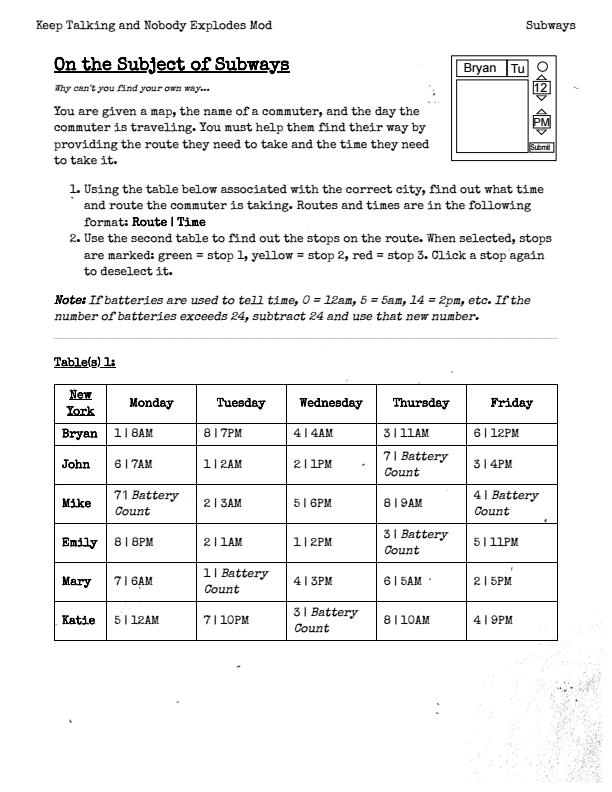 Keep Talking and Nobody Explodes Mod Subways
On the Subject of Subways
Why can't you find your own way...
Bryan Tu
12
PM
Submit
You are given a map, the name of a commuter, and the day the
commuter is traveling. You must help them find their way by
providing the route they need to take and the time they need
to take it.
1. Using the table below associated with the correct city, find out what time
and route the commuter is taking. Routes and times are in the following
format: Route | Time
2. Use the second table to find out the stops on the route. When selected, stops
are marked: green = stop 1, yellow = stop 2, red = stop 3. Click a stop again
to deselect it.
Note: If batteries are used to tell time, 0 = 12am, 5 = 5am, 14 = 2pm, etc. If the
number of batteries exceeds 24, subtract 24 and use that new number.
Table(s) 1:
New
York Monday Tuesday Wednesday Thursday Friday
Bryan 1 | 8AM 8 | 7PM 4 | 4AM 3 | 11AM 6 | 12PM
John 6 | 7AM 1 | 2AM 2 | 1PM 7 | Battery
Count 3 | 4PM
Mike 7 | Battery
Count 2 | 3AM 5 | 6PM 8 | 9AM 4 | Battery
Count
Emily 8 | 8PM 2 | 1AM 1 | 2PM 3 | Battery
Count 5 | 11PM
Mary 7 | 6AM 1 | Battery
Count 4 | 3PM 6 | 5AM 2 | 5PM
Katie 5 | 12AM 7 | 10PM 3 | Battery
Count 8 | 10AM 4 | 9PM